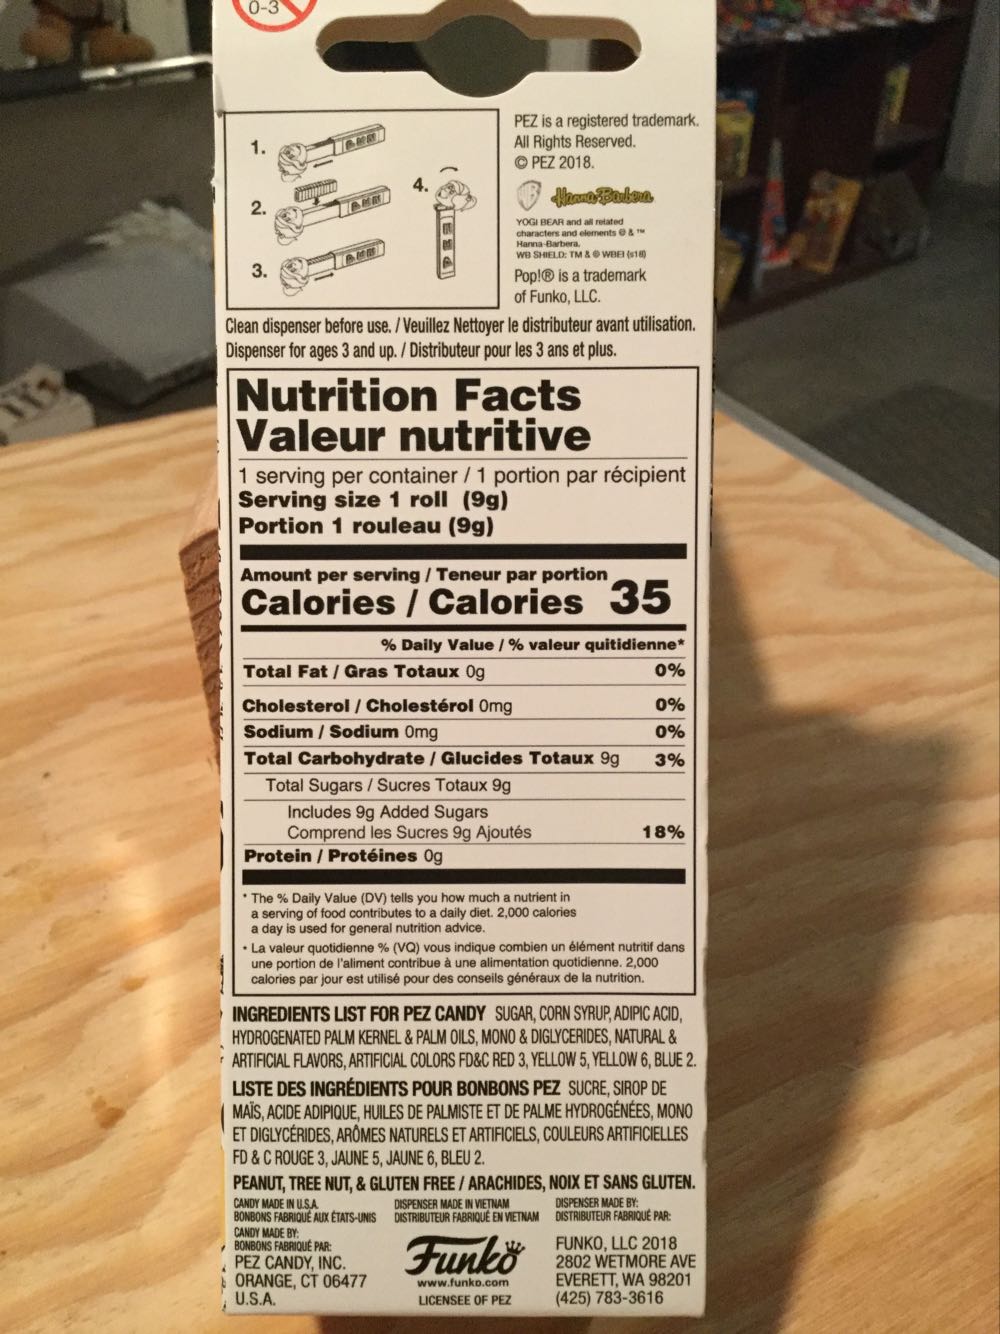 0-3
1.
2.
3.
4.
PEZ is a registered trademark.
All Rights Reserved.
© PEZ 2018.
Hanna-Barbera
YOGI BEAR and all related
characters and elements © & ™
Hanna-Barbera.
WB SHIELD: TM & © WBEI (s18)
Pop!® is a trademark
of Funko, LLC.
Clean dispenser before use. / Veuillez Nettoyer le distributeur avant utilisation.
Dispenser for ages 3 and up. / Distributeur pour les 3 ans et plus.
Nutrition Facts
Valeur nutritive
1 serving per container / 1 portion par récipient
Serving size 1 roll (9g)
Portion 1 rouleau (9g)
Amount per serving / Teneur par portion
Calories / Calories 35
% Daily Value / % valeur quitidienne*
Total Fat / Gras Totaux 0g 0%
Cholesterol / Cholestérol 0mg 0%
Sodium / Sodium 0mg 0%
Total Carbohydrate / Glucides Totaux 9g 3%
Total Sugars / Sucres Totaux 9g
Includes 9g Added Sugars
Comprend les Sucres 9g Ajoutés 18%
Protein / Protéines 0g
* The % Daily Value (DV) tells you how much a nutrient in
a serving of food contributes to a daily diet. 2,000 calories
a day is used for general nutrition advice.
* La valeur quotidienne % (VQ) vous indique combien un élément nutritif dans
une portion de l'aliment contribue à une alimentation quotidienne. 2,000
calories par jour est utilisé pour des conseils généraux de la nutrition.
INGREDIENTS LIST FOR PEZ CANDY SUGAR, CORN SYRUP, ADIPIC ACID,
HYDROGENATED PALM KERNEL & PALM OILS, MONO & DIGLYCERIDES, NATURAL &
ARTIFICIAL FLAVORS, ARTIFICIAL COLORS FD&C RED 3, YELLOW 5, YELLOW 6, BLUE 2.
LISTE DES INGRÉDIENTS POUR BONBONS PEZ SUCRE, SIROP DE
MAÏS, ACIDE ADIPIQUE, HUILES DE PALMISTE ET DE PALME HYDROGÉNÉES, MONO
ET DIGLYCÉRIDES, ARÔMES NATURELS ET ARTIFICIELS, COULEURS ARTIFICIELLES
FD & C ROUGE 3, JAUNE 5, JAUNE 6, BLEU 2.
PEANUT, TREE NUT, & GLUTEN FREE / ARACHIDES, NOIX ET SANS GLUTEN.
CANDY MADE IN U.S.A.
BONBONS FABRIQUÉ AUX ÉTATS-UNIS
CANDY MADE BY:
BONBONS FABRIQUÉ PAR:
PEZ CANDY, INC.
ORANGE, CT 06477
U.S.A.
DISPENSER MADE IN VIETNAM
DISTRIBUTEUR FABRIQUÉ EN VIETNAM
Funko
www.funko.com
LICENSEE OF PEZ
DISPENSER MADE BY:
DISTRIBUTEUR FABRIQUÉ PAR:
FUNKO, LLC 2018
2802 WETMORE AVE
EVERETT, WA 98201
(425) 783-3616